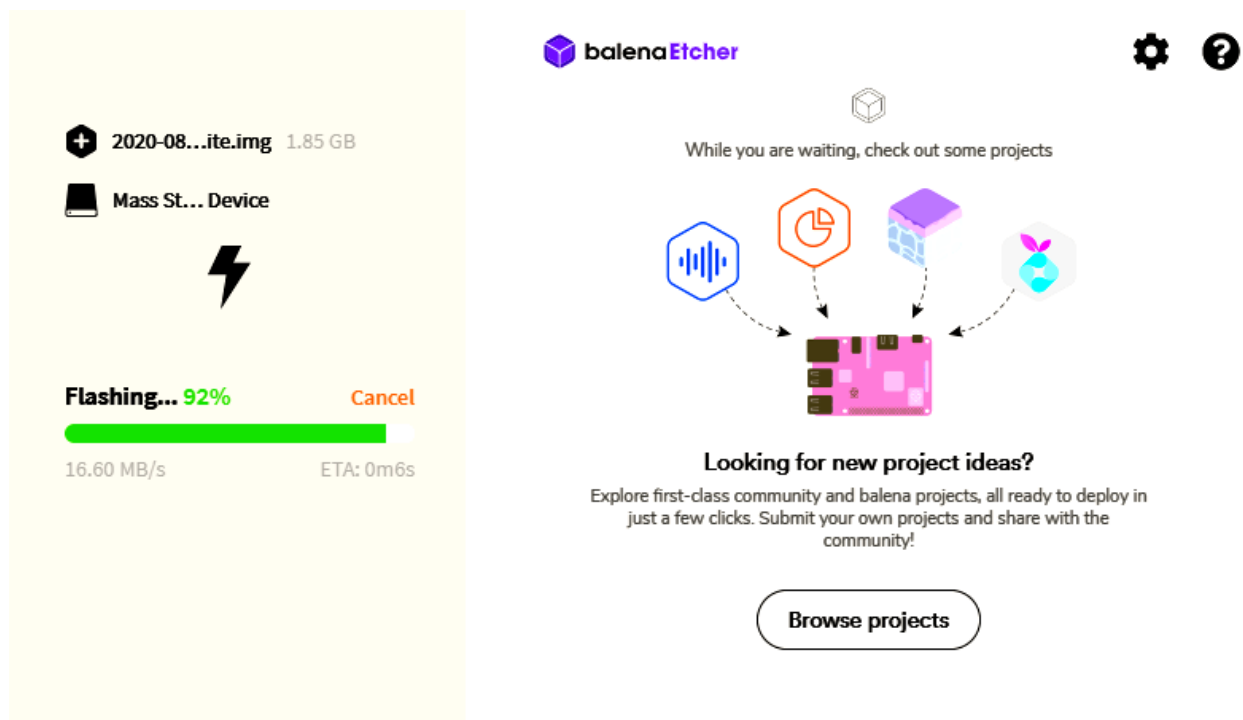 2020-08...ite.img 1.85 GB
Mass St... Device
Flashing... 92% Cancel
16.60 MB/s ETA: 0m6s
balenaEtcher
While you are waiting, check out some projects
Looking for new project ideas?
Explore first-class community and balena projects, all ready to deploy in
just a few clicks. Submit your own projects and share with the
community!
Browse projects